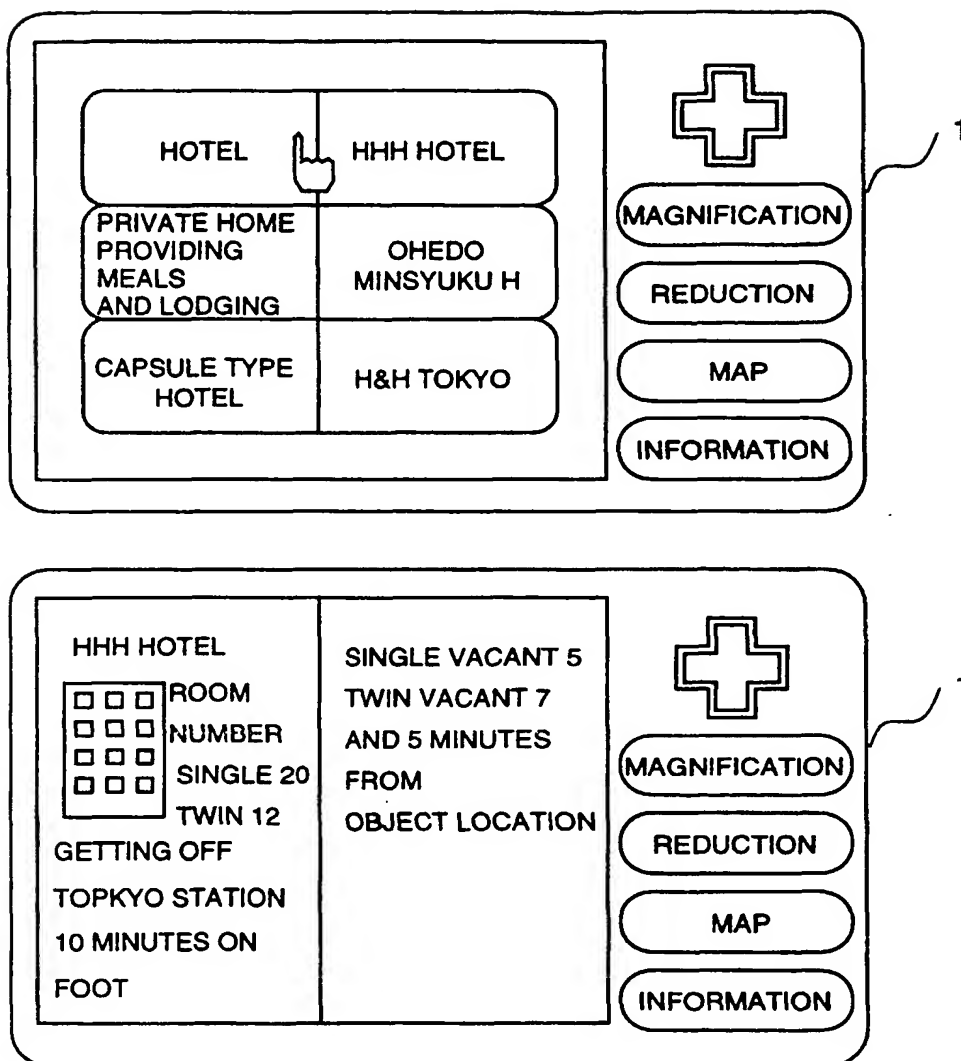 HOTEL
HHH HOTEL
PRIVATE HOME
PROVIDING
MEALS
AND LODGING
OHEDO
MINSYUKU H
CAPSULE TYPE
HOTEL
H&H TOKYO
MAGNIFICATION
REDUCTION
MAP
INFORMATION
1
HHH HOTEL
ROOM
NUMBER
SINGLE 20
TWIN 12
GETTING OFF
TOPKYO STATION
10 MINUTES ON
FOOT
SINGLE VACANT 5
TWIN VACANT 7
AND 5 MINUTES
FROM
OBJECT LOCATION
MAGNIFICATION
REDUCTION
MAP
INFORMATION